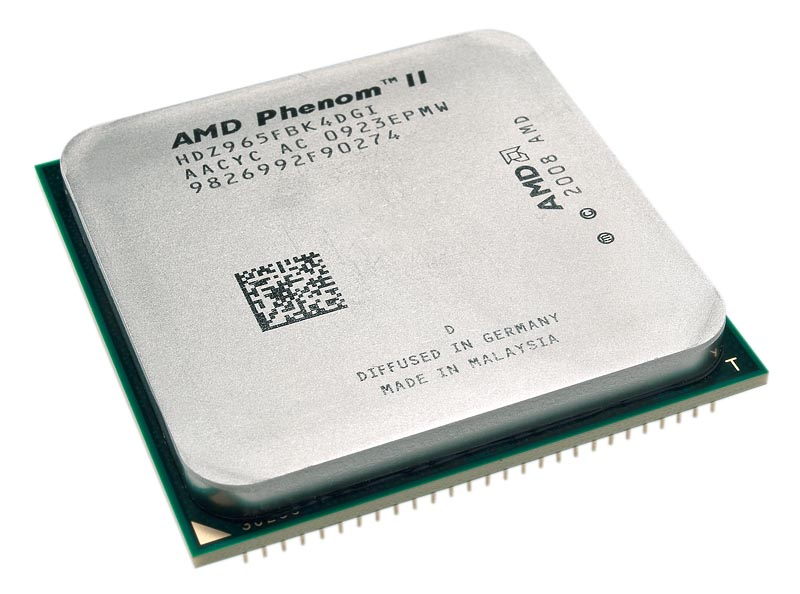 AMD Phenom™ II
HDZ965FBK4DGI
AACYC AC 0923EPMW
9826992F90274
AMD
© 2008 AMD
ⓜ
D
DIFFUSED IN GERMANY
MADE IN MALAYSIA
T